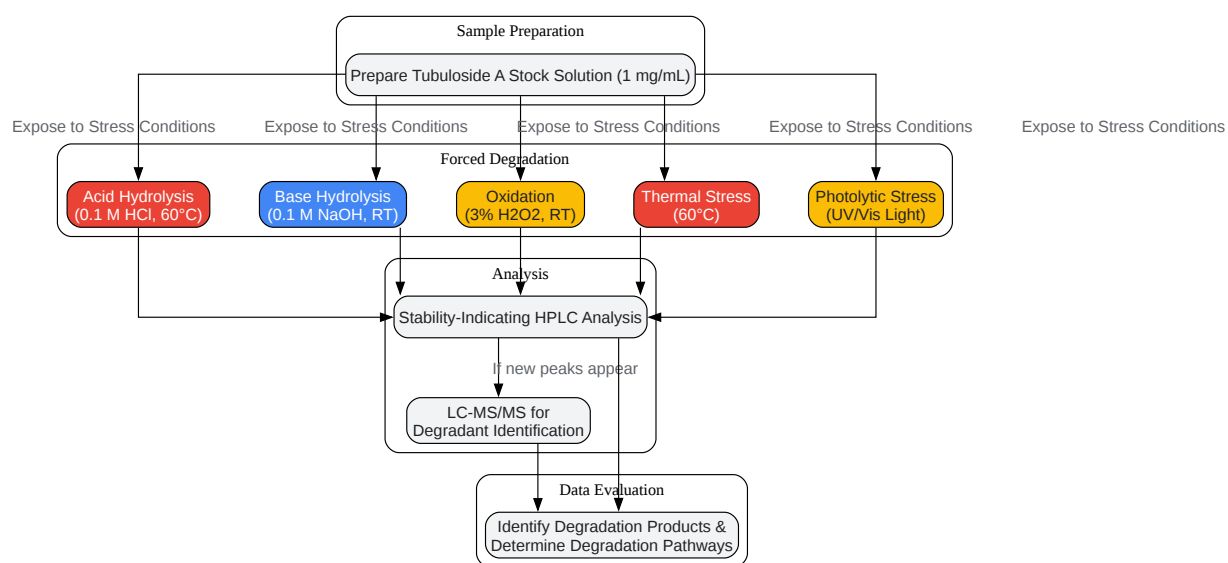 Sample Preparation
Prepare Tubuloside A Stock Solution (1 mg/mL)
Expose to Stress Conditions
Expose to Stress Conditions
Expose to Stress Conditions
Expose to Stress Conditions
Expose to Stress Conditions
Forced Degradation
Acid Hydrolysis
(0.1 M HCl, 60°C)
Base Hydrolysis
(0.1 M NaOH, RT)
Oxidation
(3% H2O2, RT)
Thermal Stress
(60°C)
Photolytic Stress
(UV/Vis Light)
Analysis
Stability-Indicating HPLC Analysis
If new peaks appear
LC-MS/MS for
Degradant Identification
Data Evaluation
Identify Degradation Products &
Determine Degradation Pathways